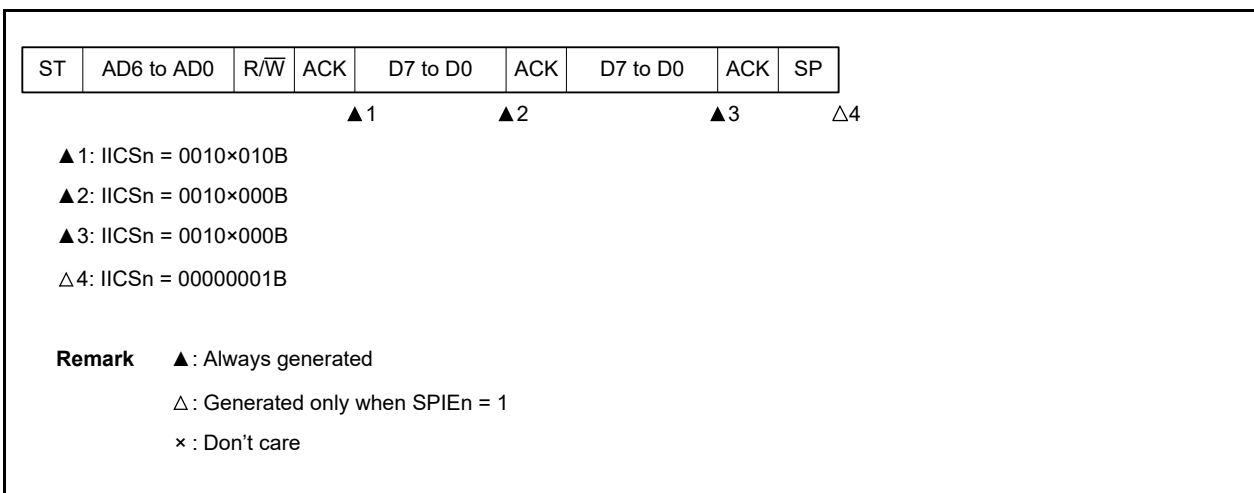 ST AD6 to AD0 R/W̅ ACK D7 to D0 ACK D7 to D0 ACK SP
▲1 ▲2 ▲3 △4
▲1: IICSn = 0010×010B
▲2: IICSn = 0010×000B
▲3: IICSn = 0010×000B
△4: IICSn = 00000001B
Remark ▲: Always generated
△: Generated only when SPIEn = 1
×: Don’t care